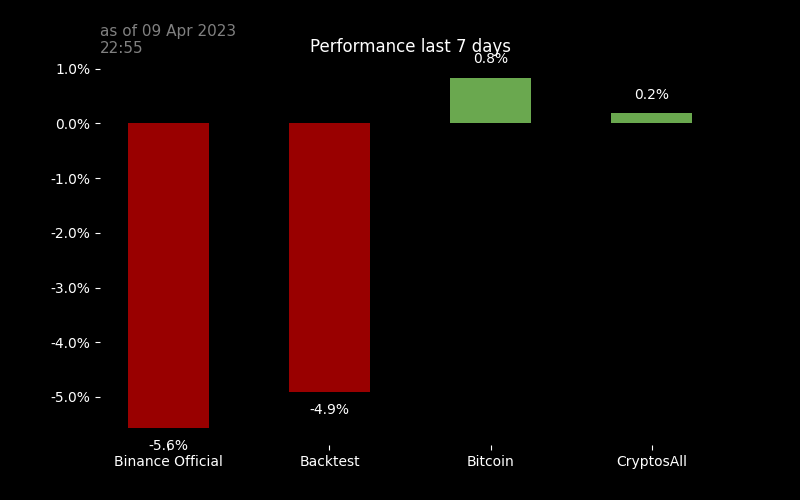 as of 09 Apr 2023
22:55
Performance last 7 days
1.0%
0.0%
-1.0%
-2.0%
-3.0%
-4.0%
-5.0%
0.8%
0.2%
-4.9%
-5.6%
Binance Official
Backtest
Bitcoin
CryptosAll